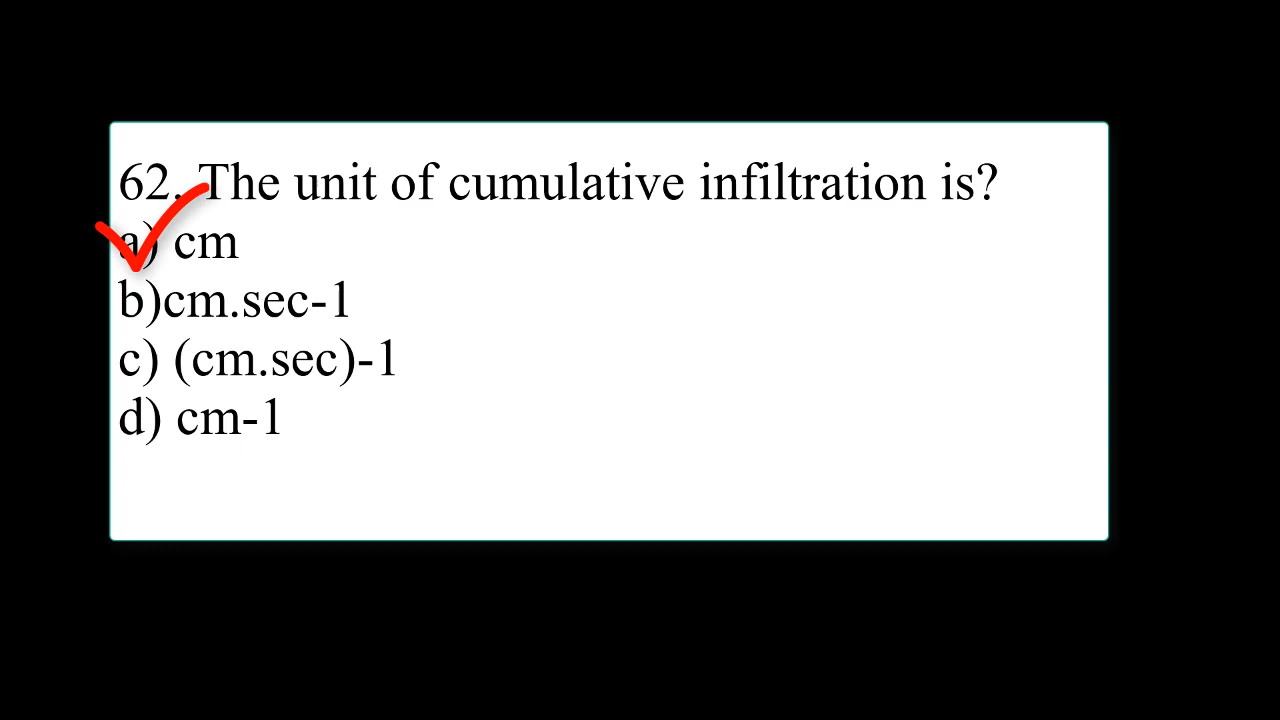 62. The unit of cumulative infiltration is?
a) cm
b)cm.sec-1
c) (cm.sec)-1
d) cm-1